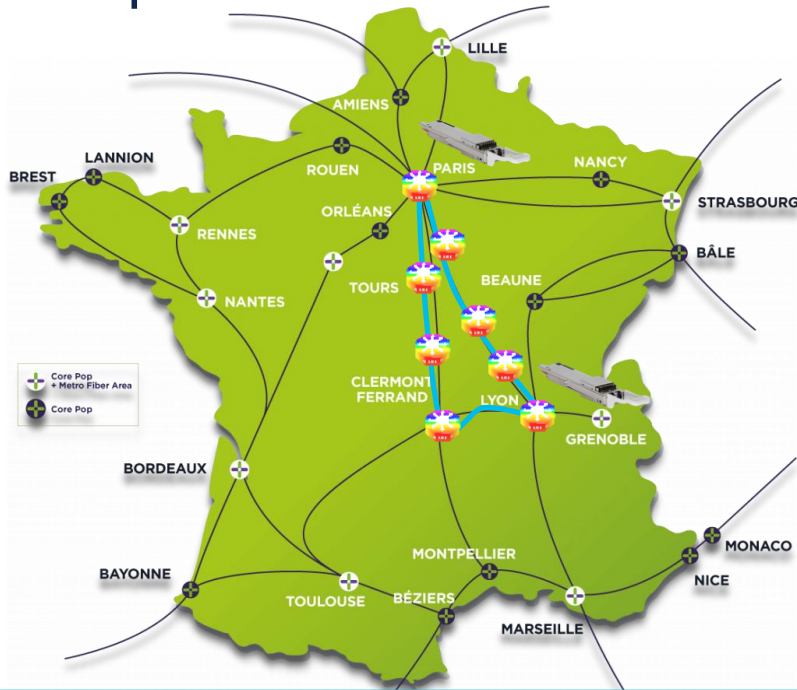 LILLE
AMIENS
PARIS
NANCY
ROUEN
LANNION
BREST
STRASBOURG
ORLÉANS
RENNES
BÂLE
BEAUNE
TOURS
NANTES
Core Pop
+ Metro Fiber Area
Core Pop
CLERMONT
FERRAND
LYON
GRENOBLE
BORDEAUX
MONACO
MONTPELLIER
NICE
BAYONNE
TOULOUSE
BÉZIERS
MARSEILLE